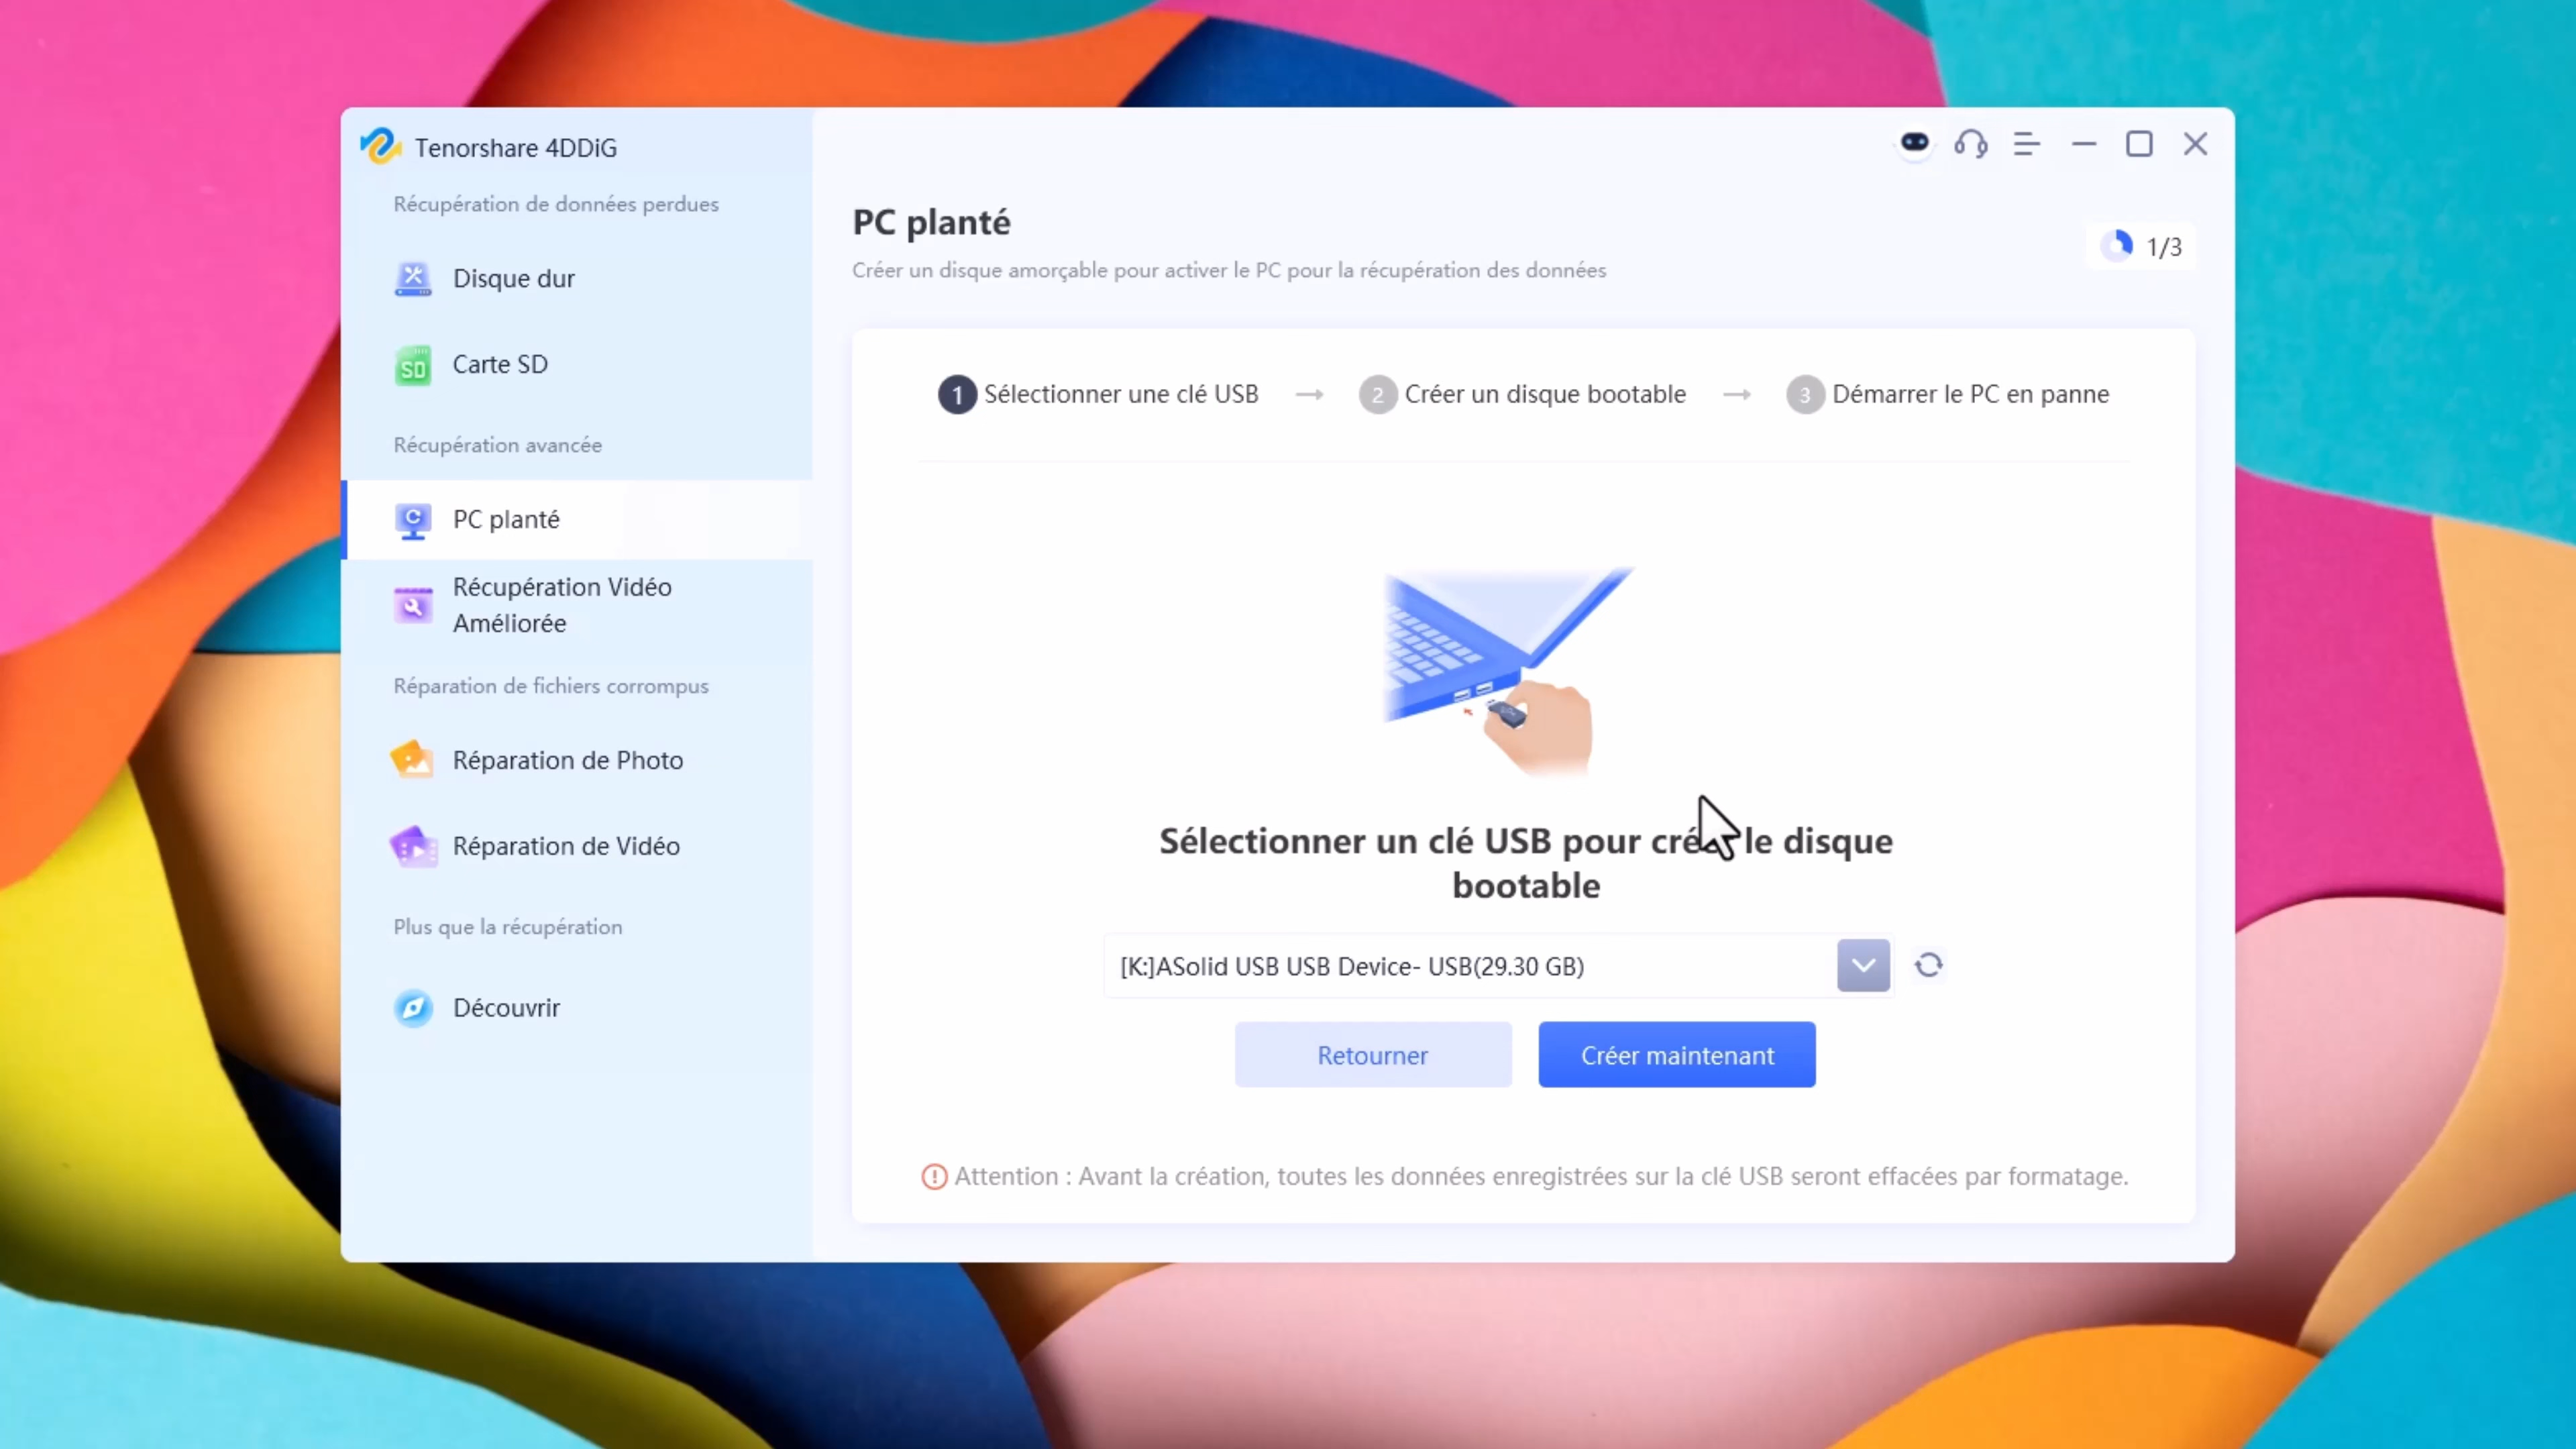 Tenorshare 4DDiG
Récupération de données perdues
Disque dur
SD
Carte SD
Récupération avancée
PC planté
Récupération Vidéo
Améliorée
Réparation de fichiers corrompus
Réparation de Photo
Réparation de Vidéo
Plus que la récupération
Découvrir
PC planté
Créer un disque amorçable pour activer le PC pour la récupération des données
1/3
1 Sélectionner une clé USB → 2 Créer un disque bootable → 3 Démarrer le PC en panne
Sélectionner un clé USB pour le disque
bootable
[K:]ASolid USB USB Device- USB(29.30 GB)
Retourner
Créer maintenant
Attention : Avant la création, toutes les données enregistrées sur la clé USB seront effacées par formatage.